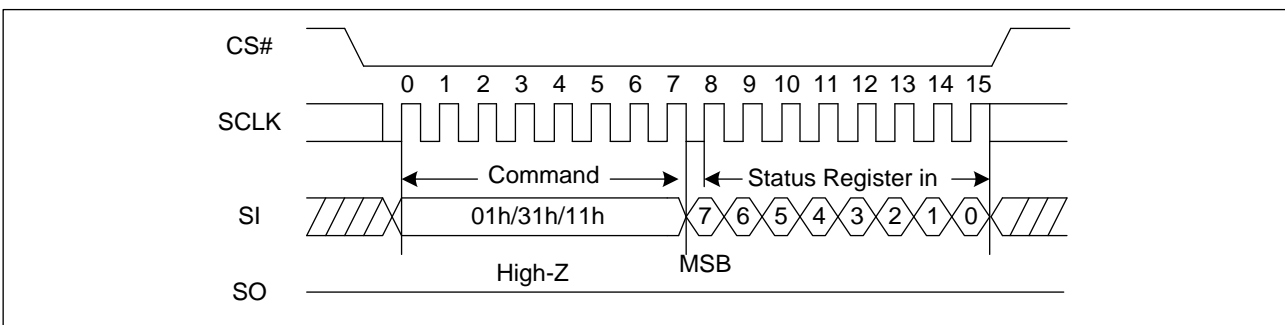 CS#
0 1 2 3 4 5 6 7 8 9 10 11 12 13 14 15
SCLK
Command Status Register in
SI 01h/31h/11h 7 6 5 4 3 2 1 0
High-Z MSB
SO